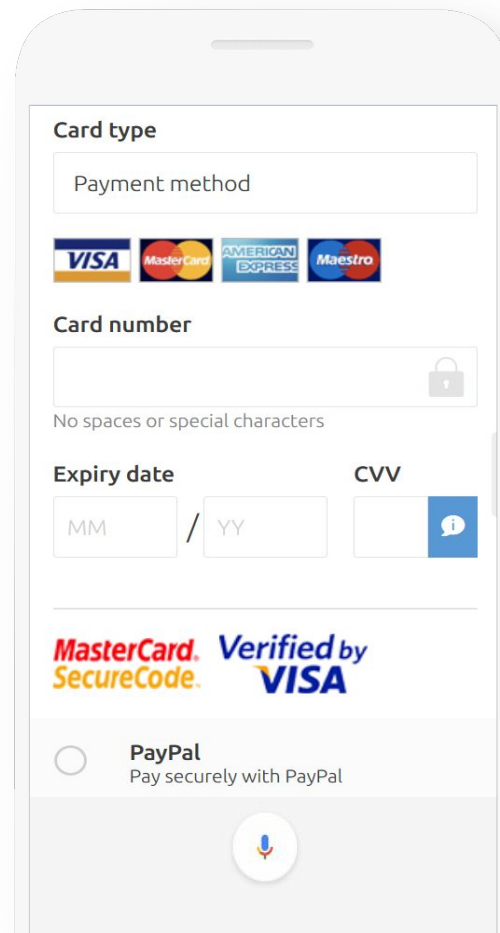 Card type
Payment method
VISA MasterCard AMERICAN EXPRESS Maestro
Card number
No spaces or special characters
Expiry date CVV
MM / YY i
MasterCard. Verified by
SecureCode. VISA
PayPal
Pay securely with PayPal